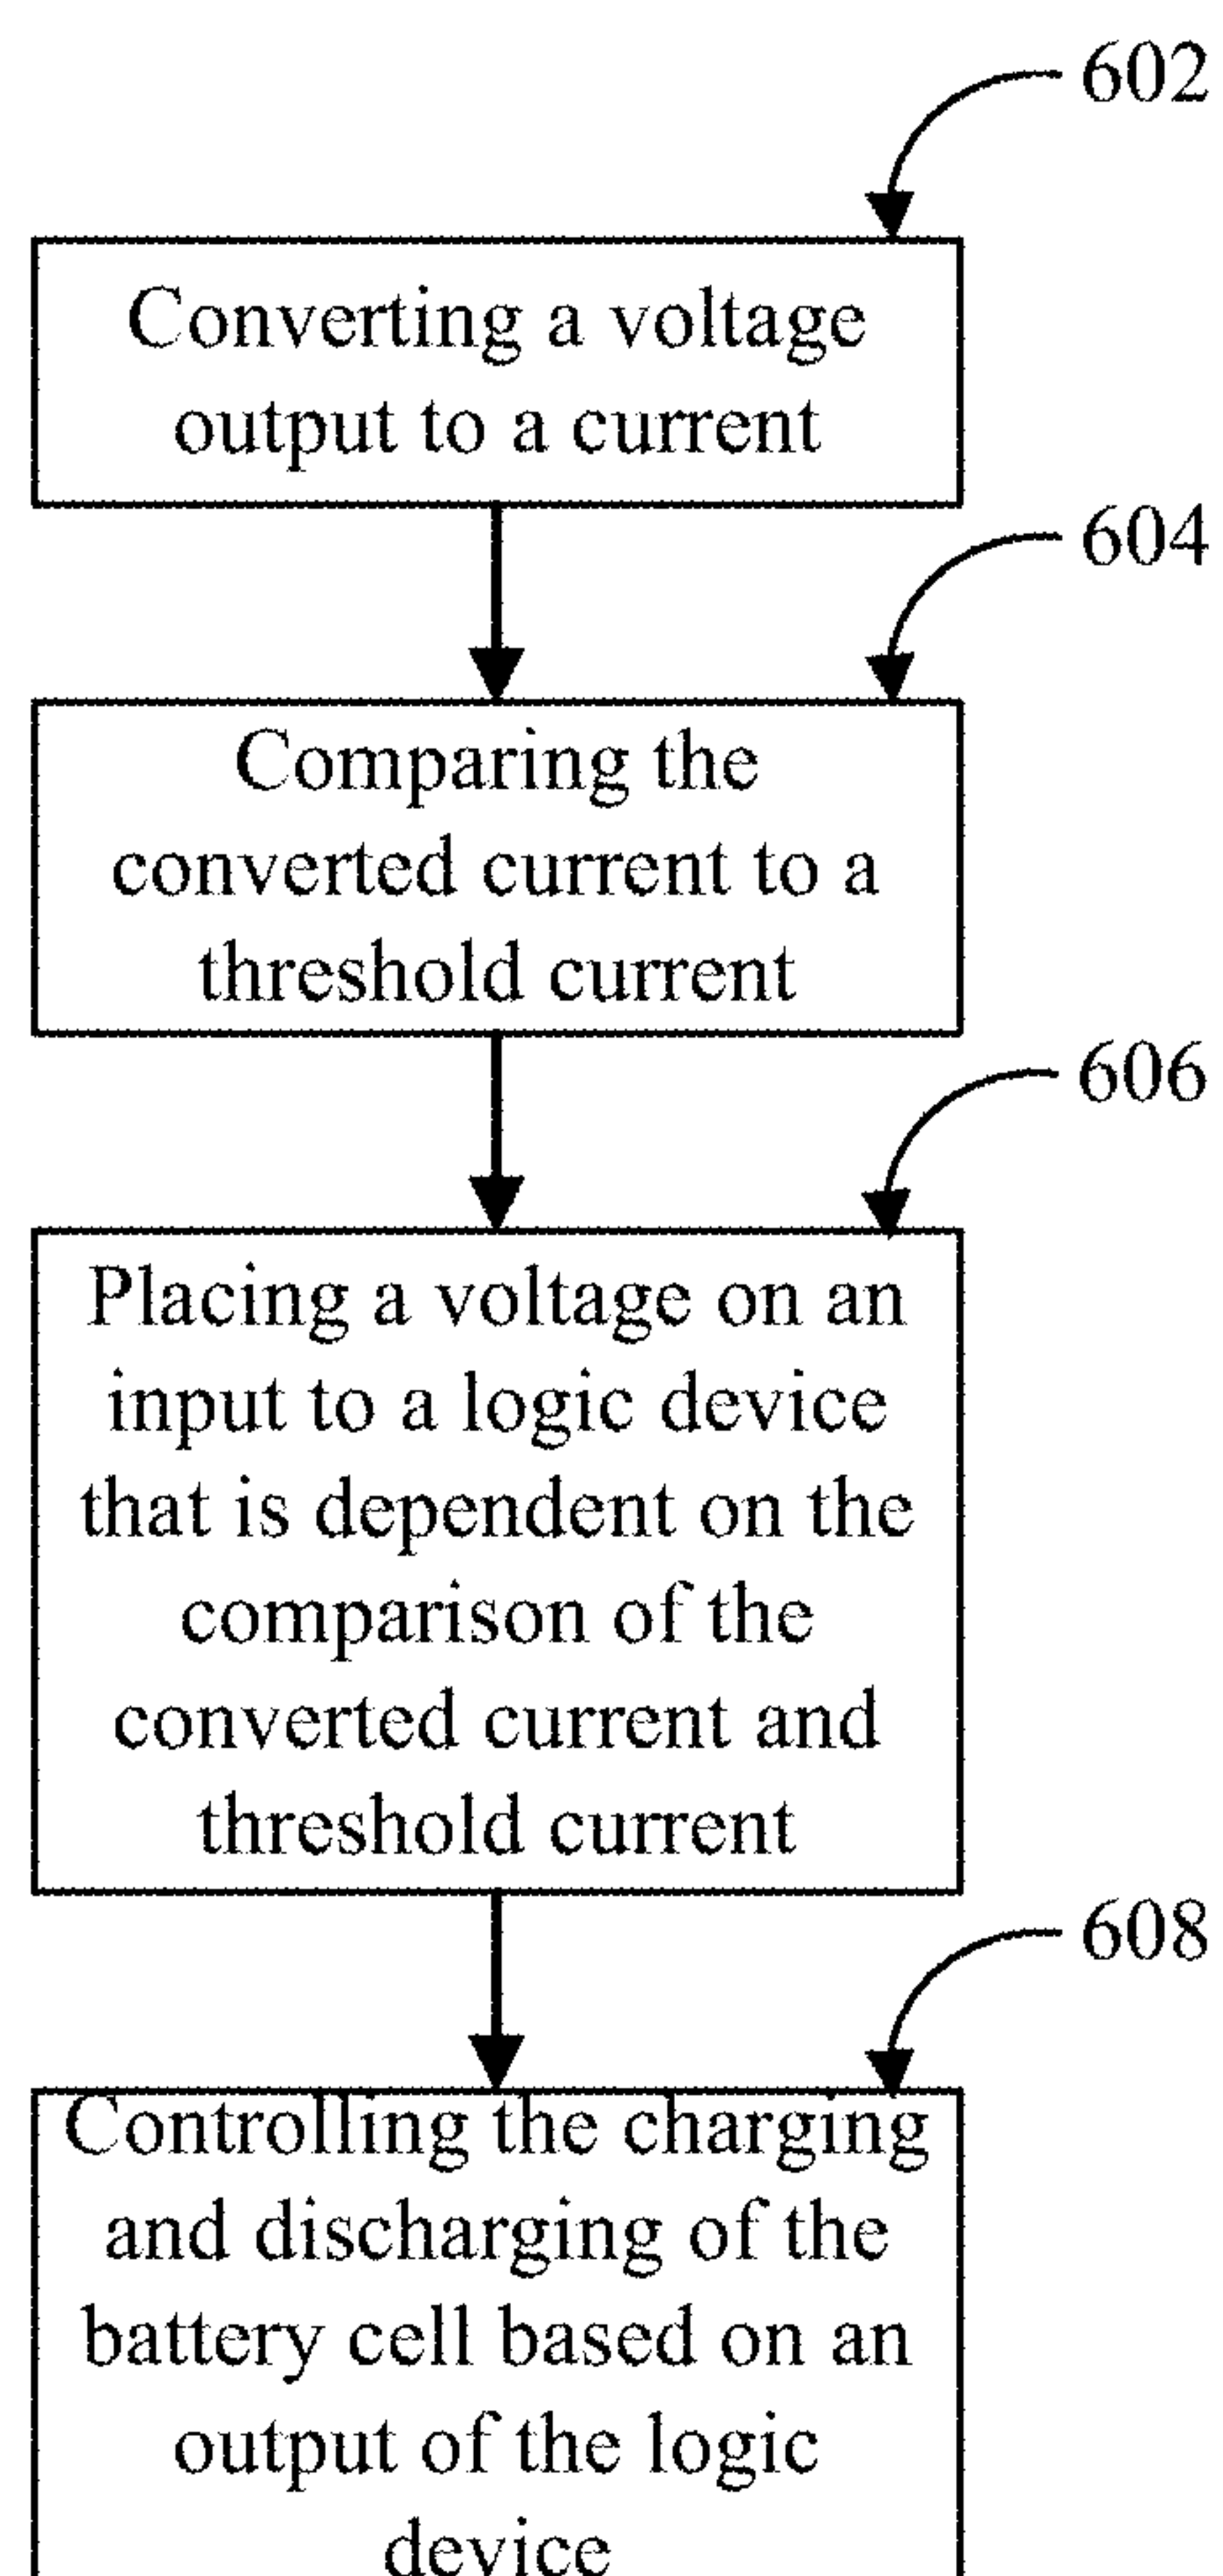 602
Converting a voltage
output to a current
604
Comparing the
converted current to a
threshold current
606
Placing a voltage on an
input to a logic device
that is dependent on the
comparison of the
converted current and
threshold current
608
Controlling the charging
and discharging of the
battery cell based on an
output of the logic
device